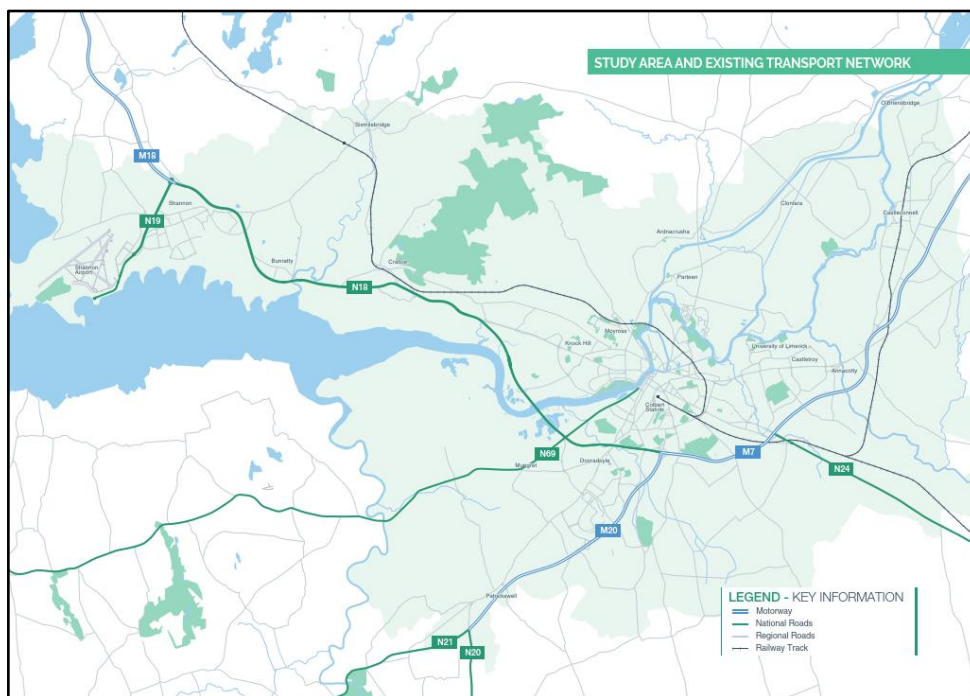 STUDY AREA AND EXISTING TRANSPORT NETWORK
O'Briensbridge
Sixmilebridge
M18
Shannon
N19
Clonlara
Castleconnell
Ardnacrusha
Bunratty
Cratloe
Shannon
Airport
Parteen
N18
Moyross
Knock Hill
University of Limerick
Castletroy
Annacotty
Colbert
Station
N69
Mungret
Dooradoyle
M7
N24
M20
Patrickswell
N21
N20
LEGEND - KEY INFORMATION
Motorway
National Roads
Regional Roads
Railway Track